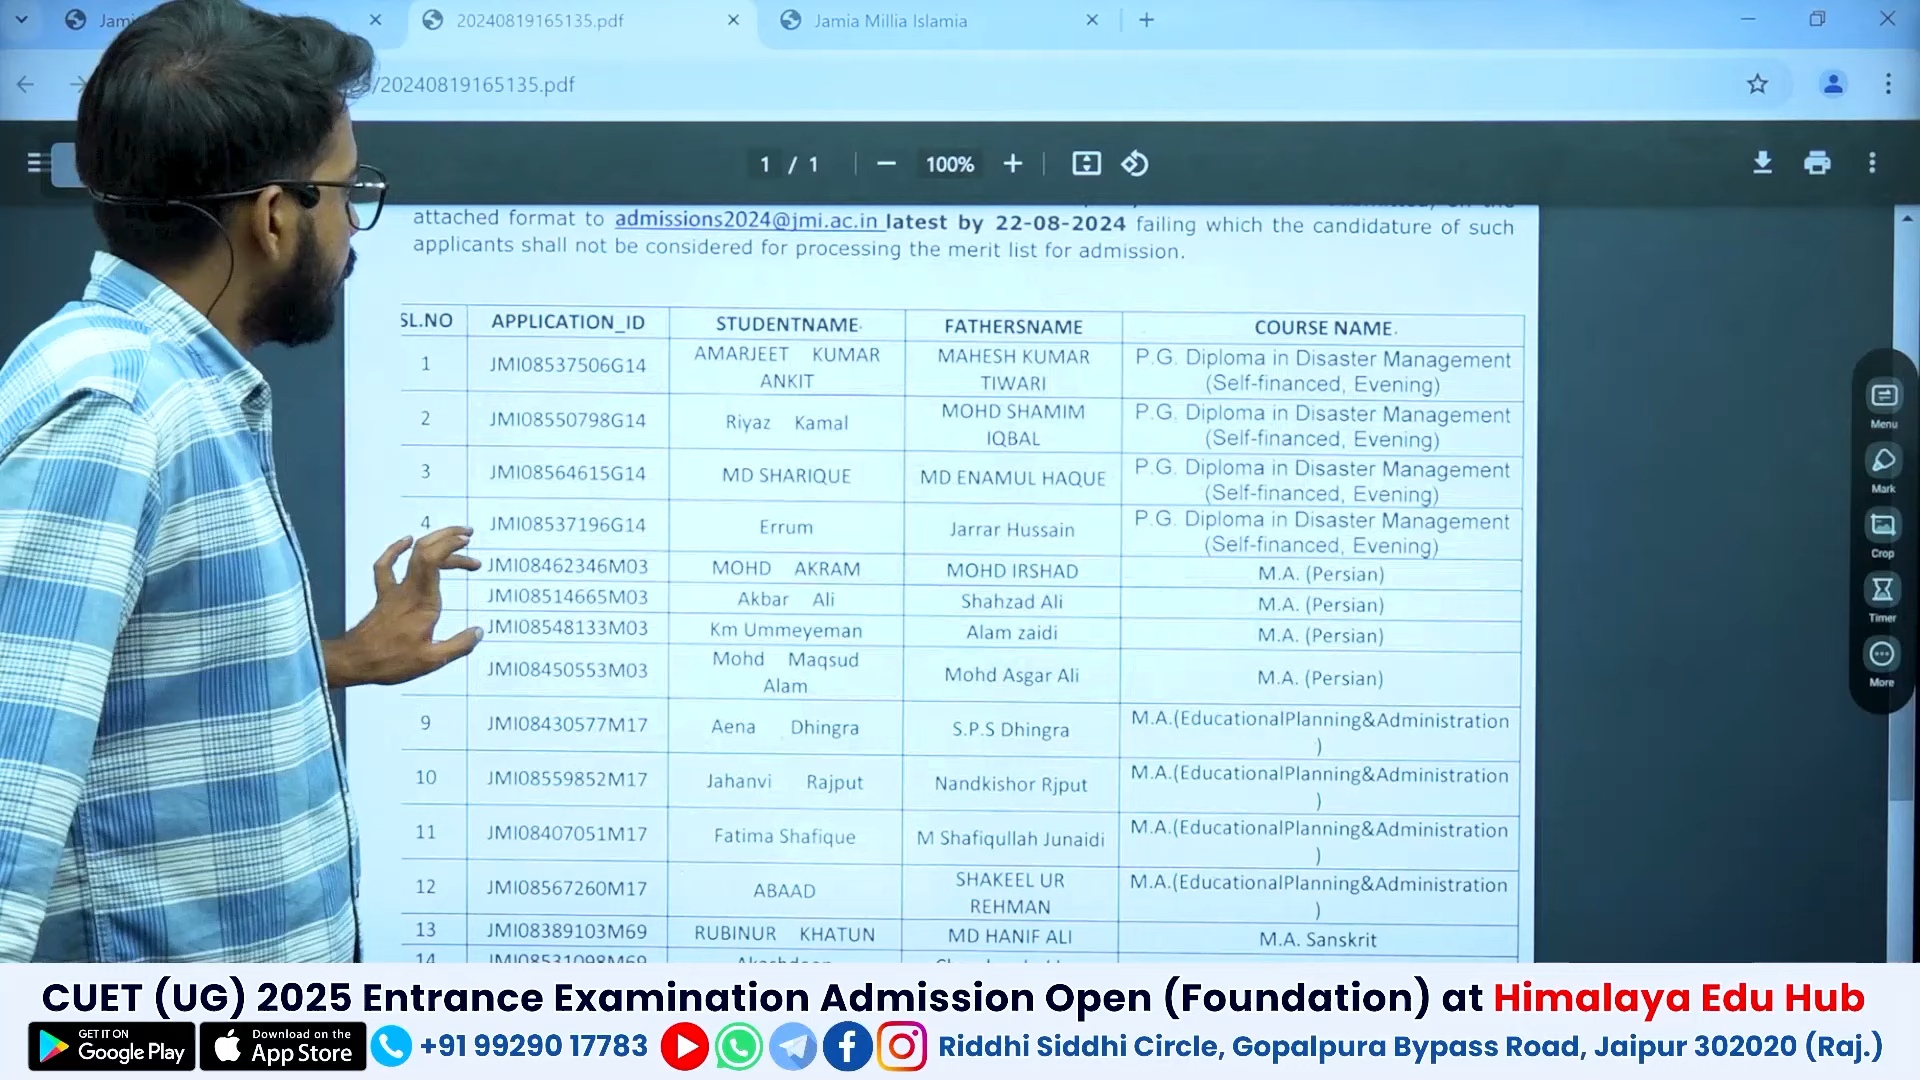 Jami
20240819165135.pdf
Jamia Millia Islamia
/20240819165135.pdf
1 / 1
100%
attached format to admissions2024@jmi.ac.in latest by 22-08-2024 failing which the candidature of such
applicants shall not be considered for processing the merit list for admission.
SL.NO APPLICATION_ID STUDENTNAME. FATHERSNAME COURSE NAME.
1 JMI08537506G14 AMARJEET KUMAR ANKIT MAHESH KUMAR TIWARI P.G. Diploma in Disaster Management (Self-financed, Evening)
2 JMI08550798G14 Riyaz Kamal MOHD SHAMIM IQBAL P.G. Diploma in Disaster Management (Self-financed, Evening)
3 JMI08564615G14 MD SHARIQUE MD ENAMUL HAQUE P.G. Diploma in Disaster Management (Self-financed, Evening)
4 JMI08537196G14 Errum Jarrar Hussain P.G. Diploma in Disaster Management (Self-financed, Evening)
JMI08462346M03 MOHD AKRAM MOHD IRSHAD M.A. (Persian)
JMI08514665M03 Akbar Ali Shahzad Ali M.A. (Persian)
JMI08548133M03 Km Ummeyeman Alam zaidi M.A. (Persian)
JMI08450553M03 Mohd Maqsud Alam Mohd Asgar Ali M.A. (Persian)
9 JMI08430577M17 Aena Dhingra S.P.S Dhingra M.A.(EducationalPlanning&Administration)
10 JMI08559852M17 Jahanvi Rajput Nandkishor Rjput M.A.(EducationalPlanning&Administration)
11 JMI08407051M17 Fatima Shafique M Shafiqullah Junaidi M.A.(EducationalPlanning&Administration)
12 JMI08567260M17 ABAAD SHAKEEL UR REHMAN M.A.(EducationalPlanning&Administration)
13 JMI08389103M69 RUBINUR KHATUN MD HANIF ALI M.A. Sanskrit
14 JMI08531098M69 Akashdeep
Menu
Mark
Crop
Timer
More
CUET (UG) 2025 Entrance Examination Admission Open (Foundation) at Himalaya Edu Hub
GET IT ON
Google Play
Download on the
App Store
+91 99290 17783
Riddhi Siddhi Circle, Gopalpura Bypass Road, Jaipur 302020 (Raj.)